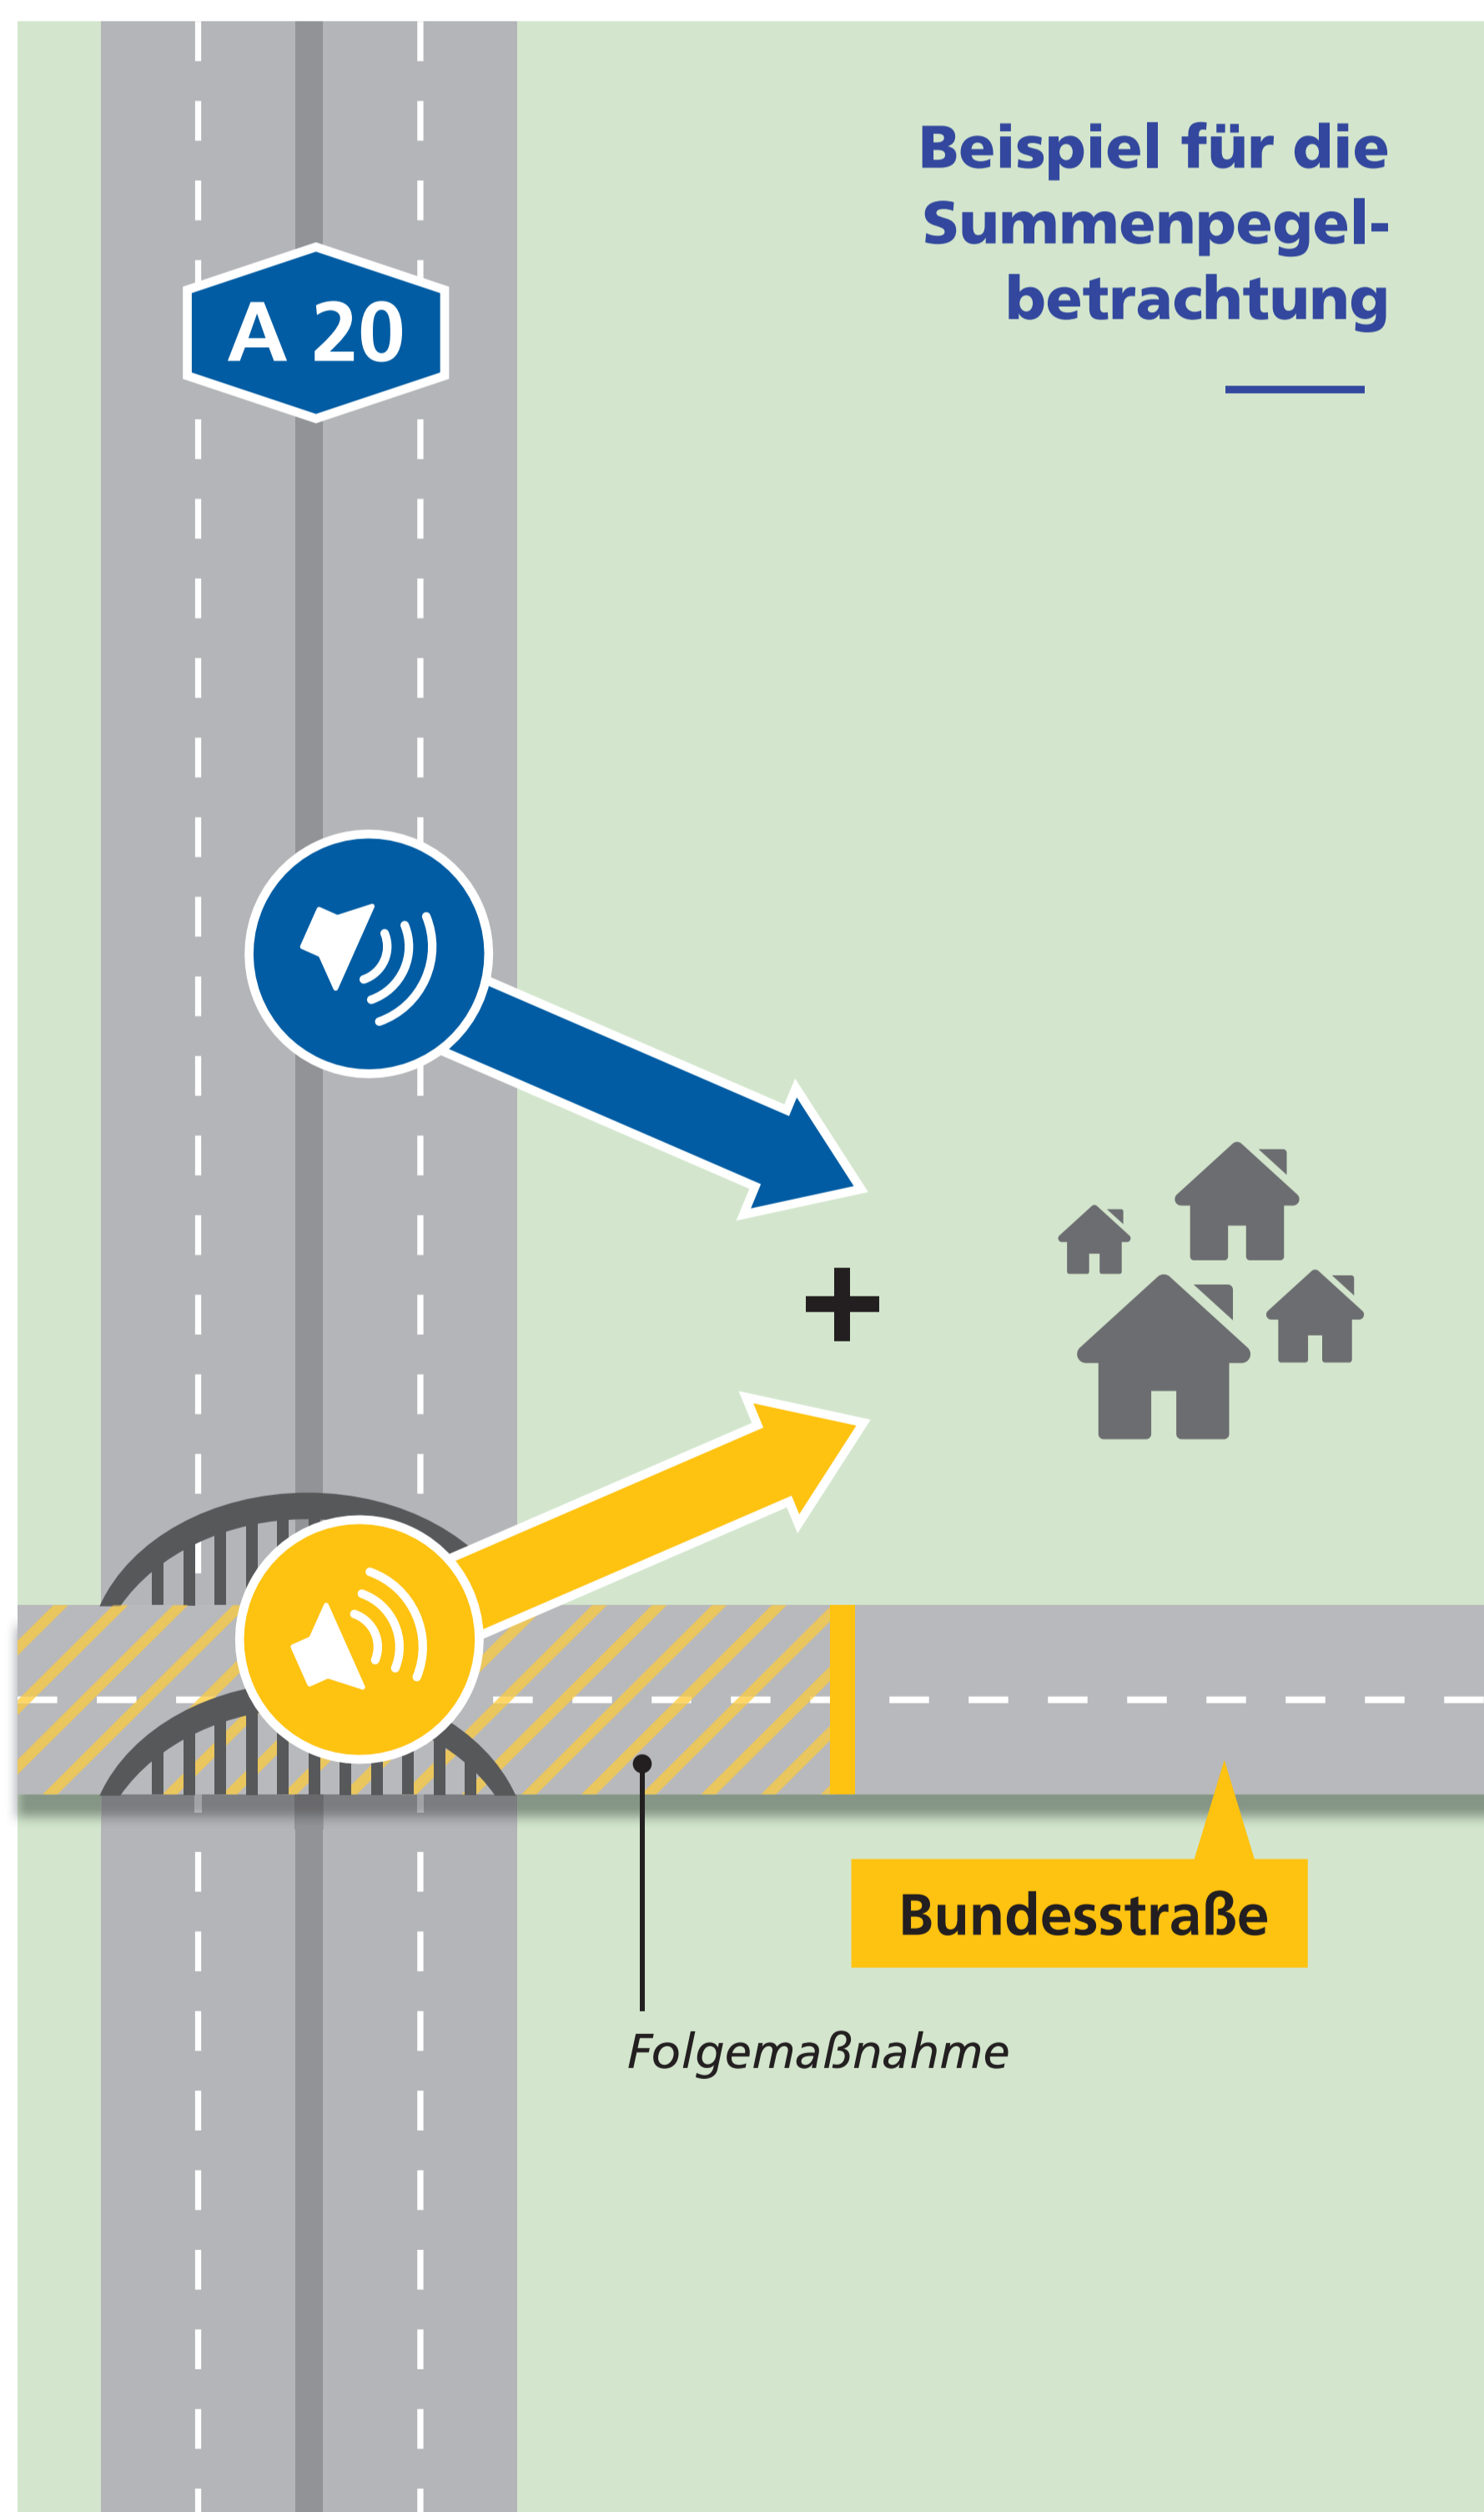 Beispiel für die
Summenpegel-
betrachtung
A 20
Bundesstraße
Folgemaßnahme